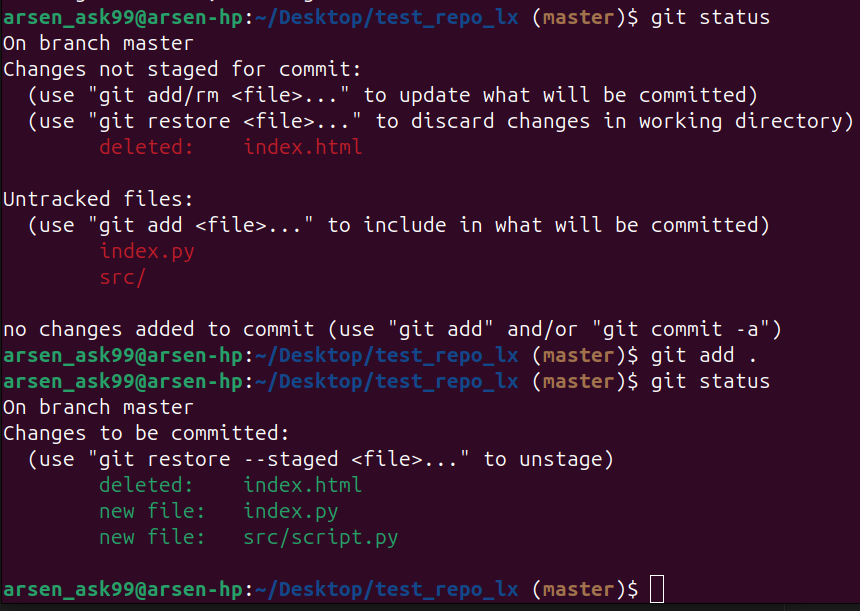 arsen_ask99@arsen-hp:~/Desktop/test_repo_lx (master)$ git status
On branch master
Changes not staged for commit:
  (use "git add/rm <file>..." to update what will be committed)
  (use "git restore <file>..." to discard changes in working directory)
        deleted:    index.html

Untracked files:
  (use "git add <file>..." to include in what will be committed)
        index.py
        src/

no changes added to commit (use "git add" and/or "git commit -a")
arsen_ask99@arsen-hp:~/Desktop/test_repo_lx (master)$ git add .
arsen_ask99@arsen-hp:~/Desktop/test_repo_lx (master)$ git status
On branch master
Changes to be committed:
  (use "git restore --staged <file>..." to unstage)
        deleted:    index.html
        new file:   index.py
        new file:   src/script.py

arsen_ask99@arsen-hp:~/Desktop/test_repo_lx (master)$